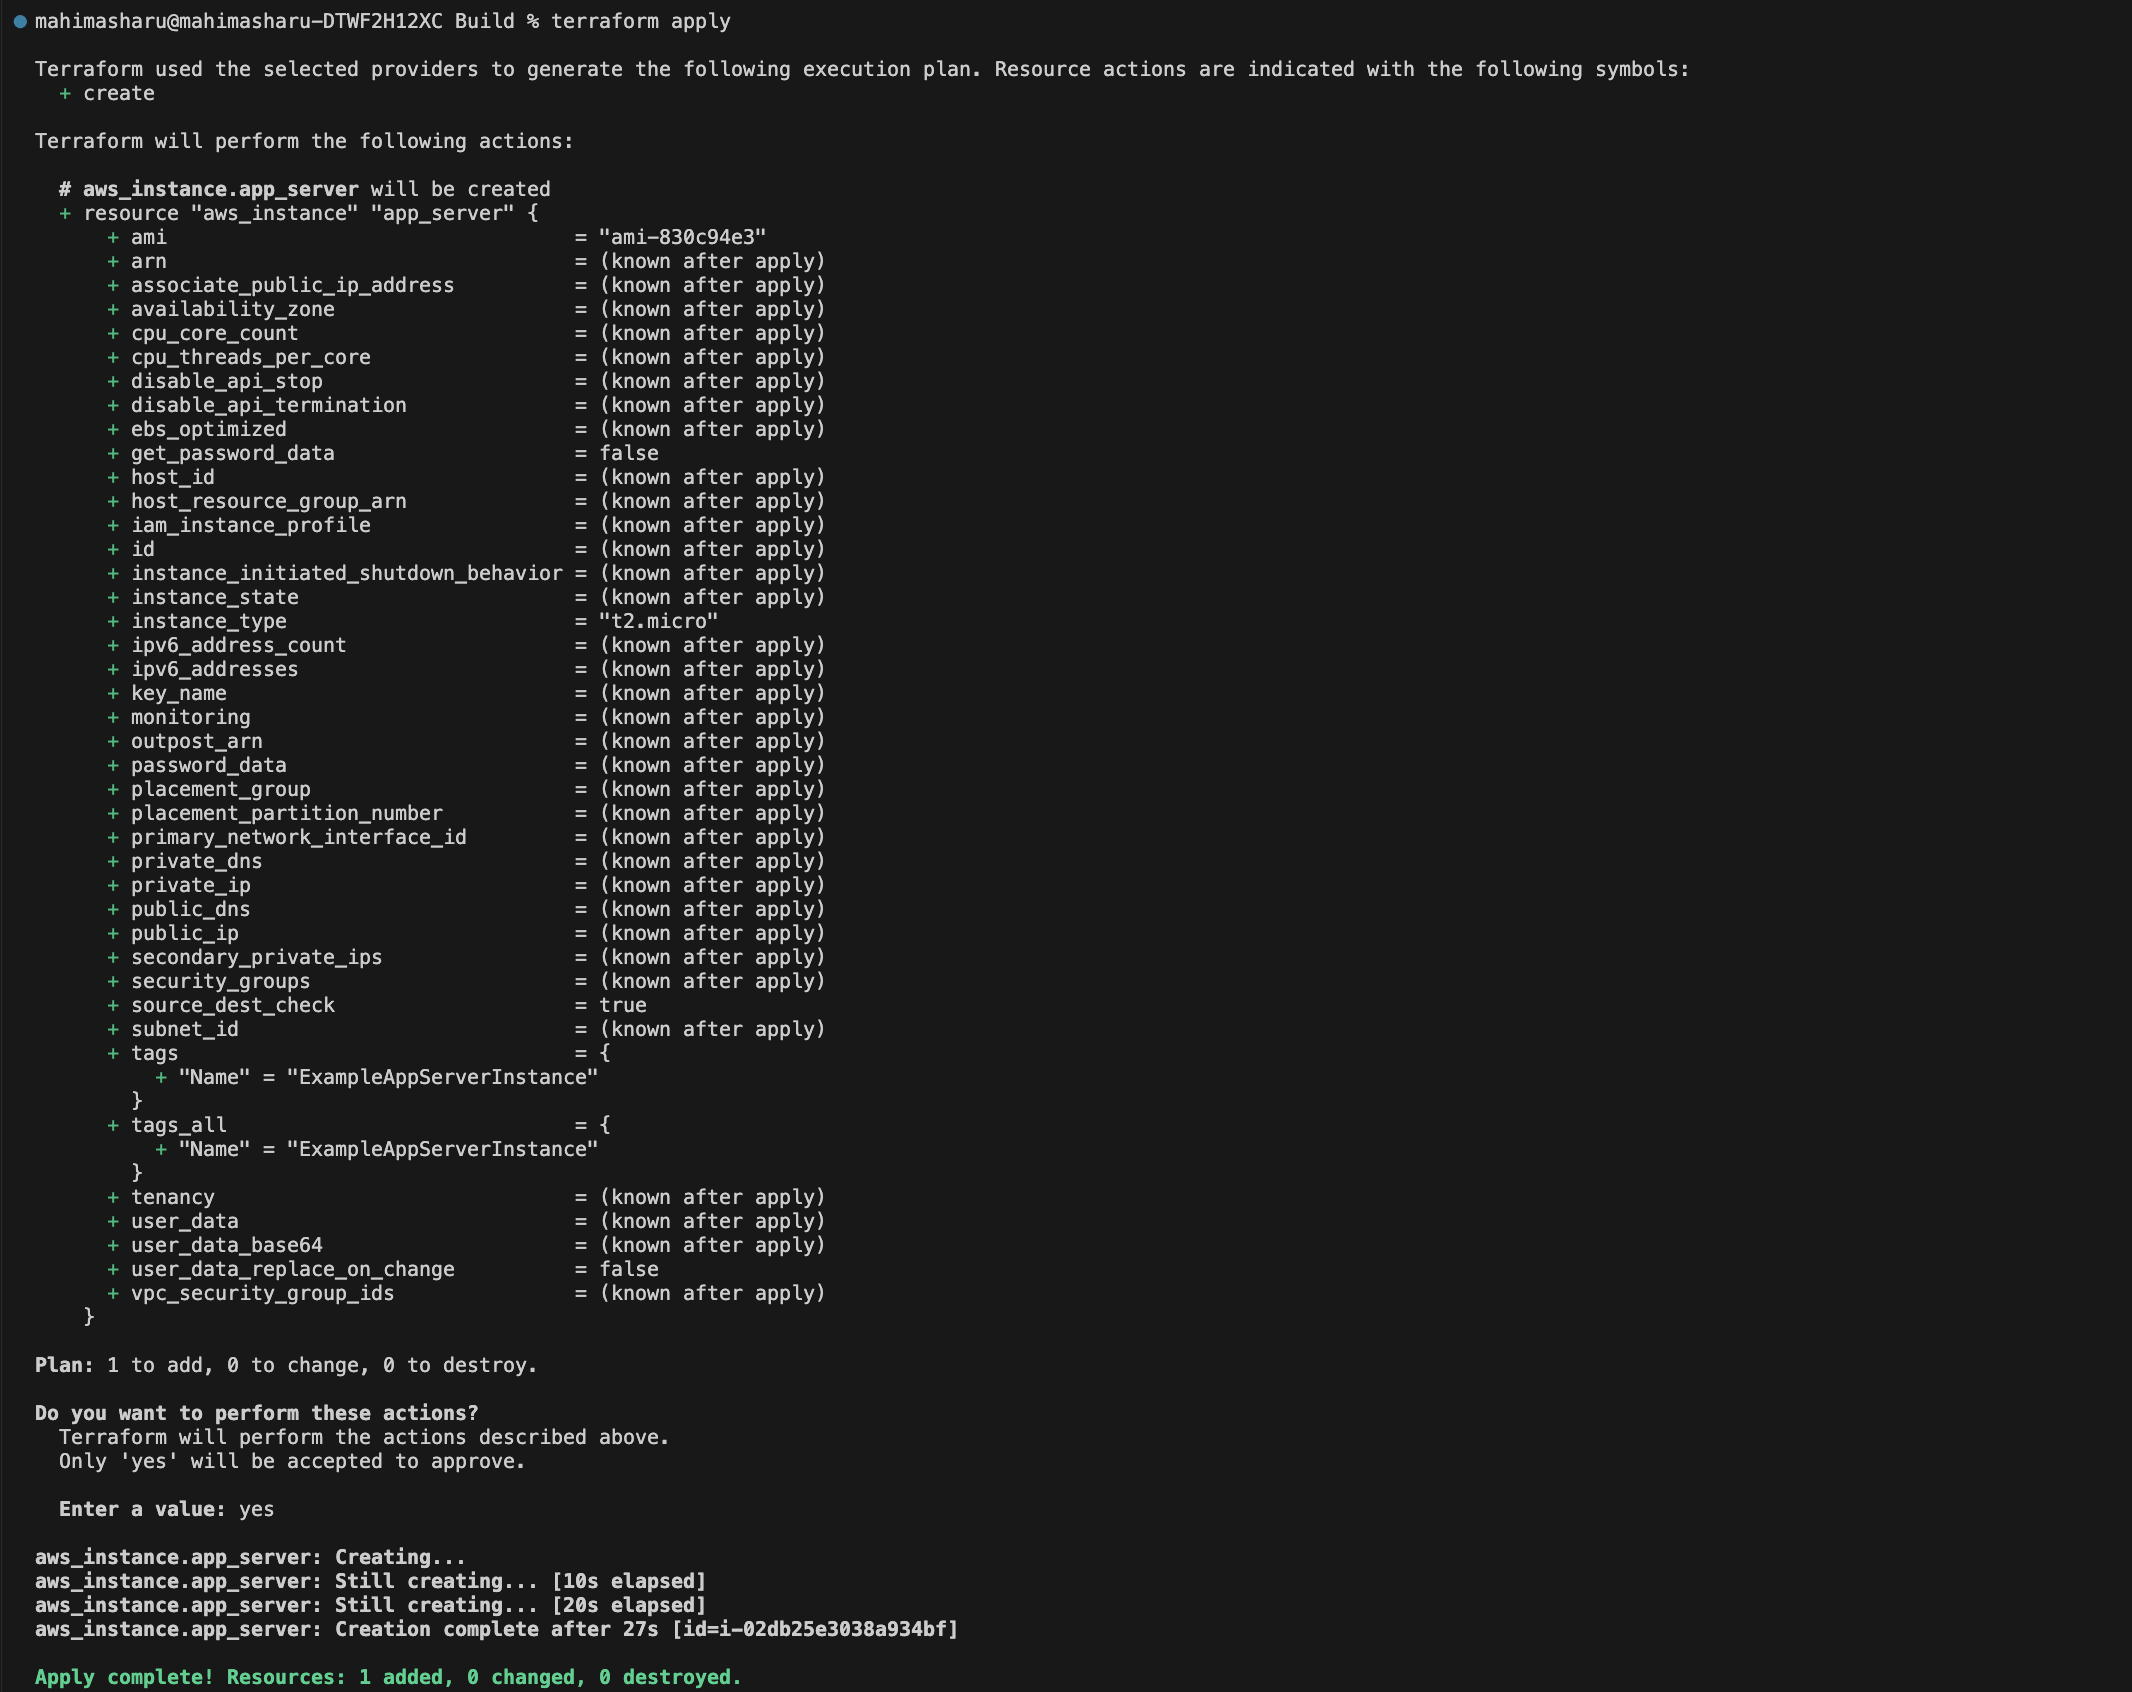 mahimasharu@mahimasharu-DTWF2H12XC Build % terraform apply
Terraform used the selected providers to generate the following execution plan. Resource actions are indicated with the following symbols:
+ create
Terraform will perform the following actions:
# aws_instance.app_server will be created
+ resource "aws_instance" "app_server" {
+ ami = "ami-830c94e3"
+ arn = (known after apply)
+ associate_public_ip_address = (known after apply)
+ availability_zone = (known after apply)
+ cpu_core_count = (known after apply)
+ cpu_threads_per_core = (known after apply)
+ disable_api_stop = (known after apply)
+ disable_api_termination = (known after apply)
+ ebs_optimized = (known after apply)
+ get_password_data = false
+ host_id = (known after apply)
+ host_resource_group_arn = (known after apply)
+ iam_instance_profile = (known after apply)
+ id = (known after apply)
+ instance_initiated_shutdown_behavior = (known after apply)
+ instance_state = (known after apply)
+ instance_type = "t2.micro"
+ ipv6_address_count = (known after apply)
+ ipv6_addresses = (known after apply)
+ key_name = (known after apply)
+ monitoring = (known after apply)
+ outpost_arn = (known after apply)
+ password_data = (known after apply)
+ placement_group = (known after apply)
+ placement_partition_number = (known after apply)
+ primary_network_interface_id = (known after apply)
+ private_dns = (known after apply)
+ private_ip = (known after apply)
+ public_dns = (known after apply)
+ public_ip = (known after apply)
+ secondary_private_ips = (known after apply)
+ security_groups = (known after apply)
+ source_dest_check = true
+ subnet_id = (known after apply)
+ tags = {
+ "Name" = "ExampleAppServerInstance"
}
+ tags_all = {
+ "Name" = "ExampleAppServerInstance"
}
+ tenancy = (known after apply)
+ user_data = (known after apply)
+ user_data_base64 = (known after apply)
+ user_data_replace_on_change = false
+ vpc_security_group_ids = (known after apply)
}
Plan: 1 to add, 0 to change, 0 to destroy.
Do you want to perform these actions?
Terraform will perform the actions described above.
Only 'yes' will be accepted to approve.
Enter a value: yes
aws_instance.app_server: Creating...
aws_instance.app_server: Still creating... [10s elapsed]
aws_instance.app_server: Still creating... [20s elapsed]
aws_instance.app_server: Creation complete after 27s [id=i-02db25e3038a934bf]
Apply complete! Resources: 1 added, 0 changed, 0 destroyed.